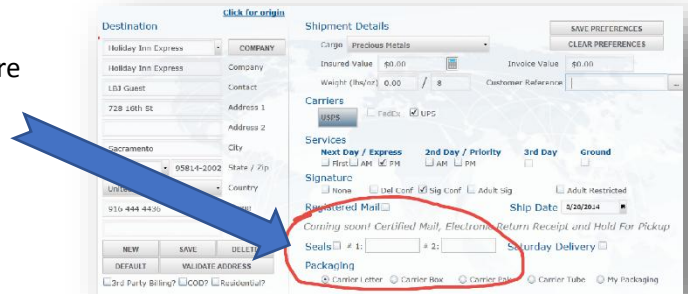 re
Click for origin
Destination
Holiday Inn Express COMPANY
Holiday Inn Express Company
LBJ Guest Contact
728 16th St Address 1
Address 2
Sacramento City
95814-2002 State / Zip
Country
916 444 4436
NEW SAVE
DEFAULT VALIDATE ADDRESS
3rd Party Billing? COD? Residential?
Shipment Details SAVE PREFERENCES
Cargo Precious Metals CLEAR PREFERENCES
Insured Value $0.00 Invoice Value $0.00
Weight (lbs/oz) 0.00 / 8 Customer Reference ...
Carriers
USPS FedEx UPS
Services
Next Day / Express 2nd Day / Priority 3rd Day Ground
First AM PM AM PM
Signature
None Del Conf Sig Conf Adult Sig Adult Restricted
Registered Mail Ship Date 5/20/2014
Coming soon! Certified Mail, Electronic Return Receipt and Hold For Pickup
Seals # 1: # 2: Saturday Delivery
Packaging
Carrier Letter Carrier Box Carrier Pak Carrier Tube My Packaging